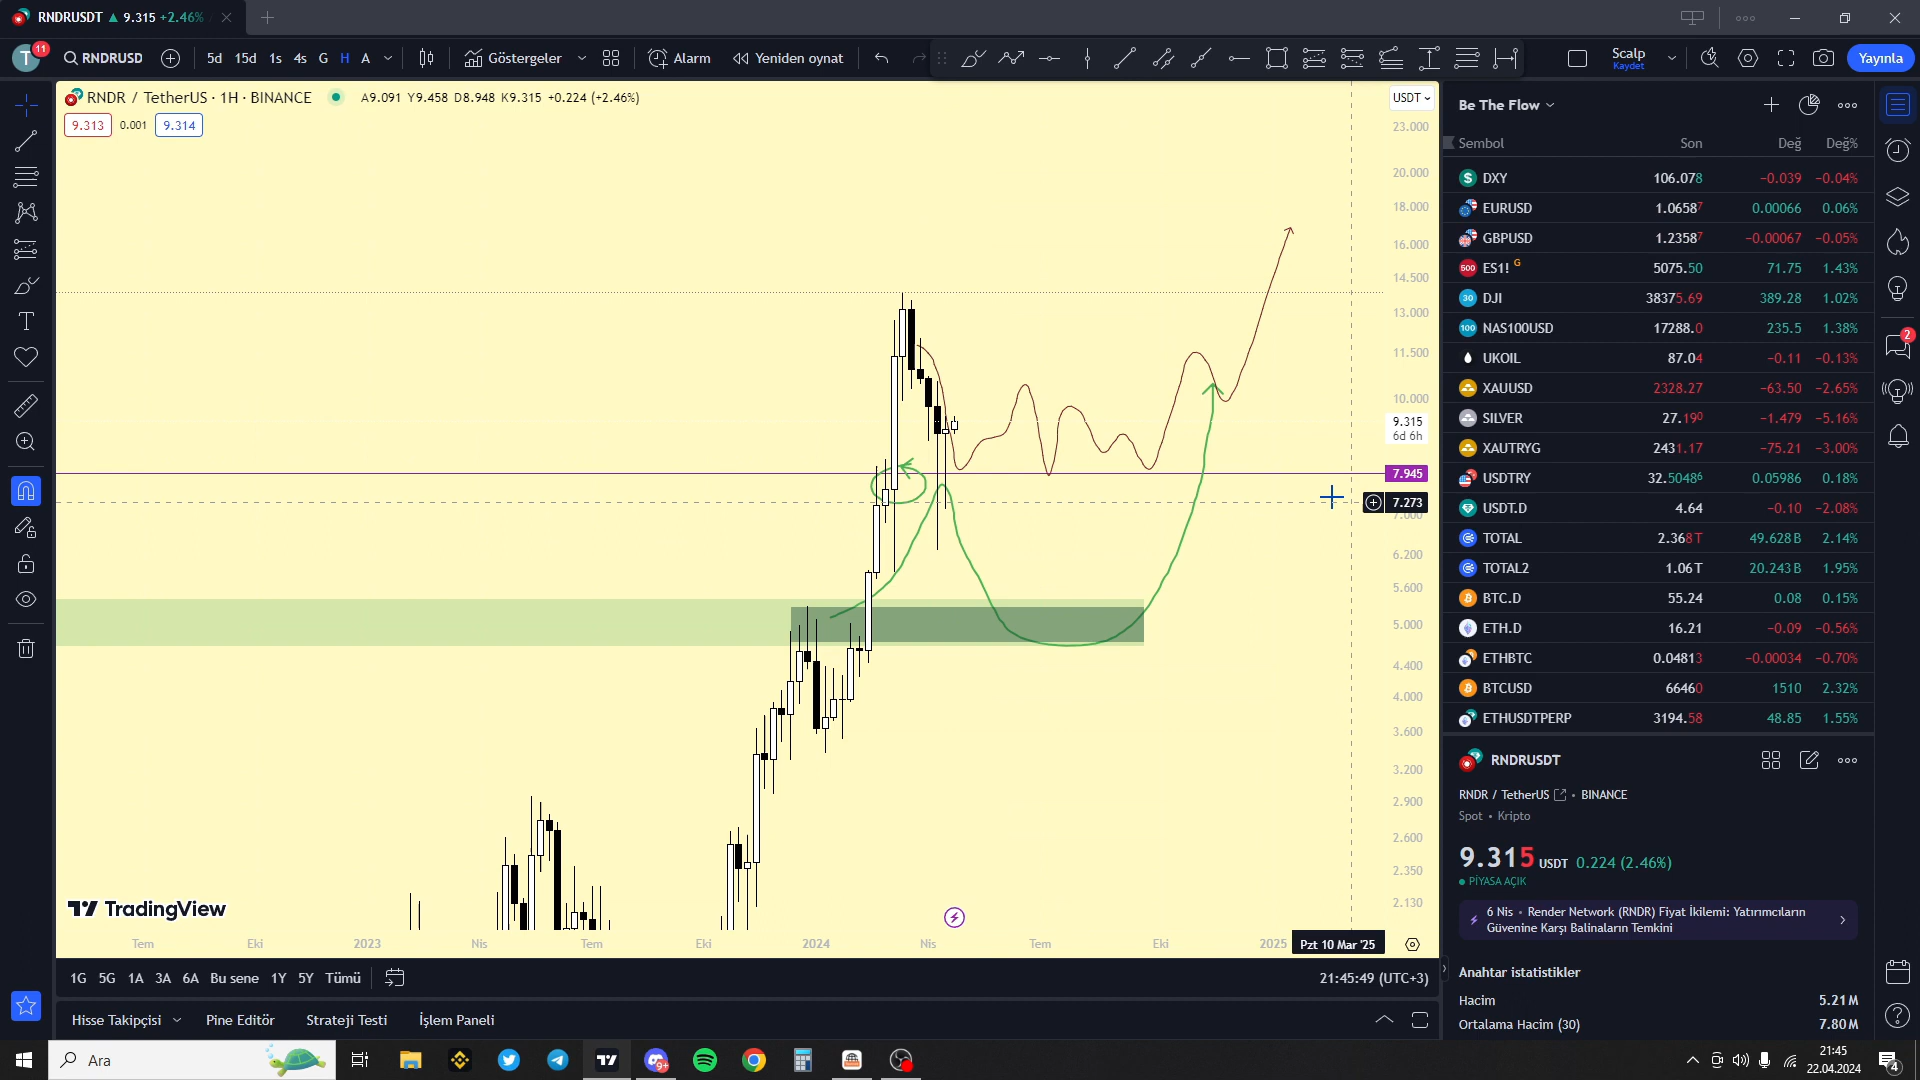 RNDRUSDT ▲ 9.315 +2.46%
T 11 RNDRUSD 5d 15d 1s 4s G H A Göstergeler Alarm Yeniden oynat Scalp Kaydet Yayınla
RNDR / TetherUS · 1H · BINANCE A9.091 Y9.458 D8.948 K9.315 +0.224 (+2.46%)
9.313 0.001 9.314
USDT
23.000
20.000
18.000
16.000
14.500
13.000
11.500
10.000
9.315
6d 6h
7.945
7.273
7.000
6.200
5.600
5.000
4.400
4.000
3.600
3.200
2.900
2.600
2.350
2.130
TradingView
Tem Eki 2023 Nis Tem Eki 2024 Nis Tem Eki 2025 Pzt 10 Mar '25
1G 5G 1A 3A 6A Bu sene 1Y 5Y Tümü 21:45:49 (UTC+3)
Hisse Takipçisi Pine Editör Strateji Testi İşlem Paneli
Be The Flow
Sembol Son Değ Değ%
DXY 106.078 −0.039 −0.04%
EURUSD 1.06587 0.00066 0.06%
GBPUSD 1.23587 −0.00067 −0.05%
500 ES1! G 5075.50 71.75 1.43%
30 DJI 38375.69 389.28 1.02%
100 NAS100USD 17288.0 235.5 1.38%
UKOIL 87.04 −0.11 −0.13%
XAUUSD 2328.27 −63.50 −2.65%
SILVER 27.190 −1.479 −5.16%
XAUTRYG 2431.17 −75.21 −3.00%
USDTRY 32.50486 0.05986 0.18%
USDT.D 4.64 −0.10 −2.08%
TOTAL 2.368T 49.628B 2.14%
TOTAL2 1.06T 20.243B 1.95%
BTC.D 55.24 0.08 0.15%
ETH.D 16.21 −0.09 −0.56%
ETHBTC 0.04813 −0.00034 −0.70%
BTCUSD 66460 1510 2.32%
ETHUSDTPERP 3194.58 48.85 1.55%
2
RNDRUSDT
RNDR / TetherUS • BINANCE
Spot • Kripto
9.315 USDT 0.224 (2.46%)
PİYASA AÇIK
6 Nis • Render Network (RNDR) Fiyat İkilemi: Yatırımcıların
Güvenine Karşı Balinaların Temkini
Anahtar istatistikler
Hacim 5.21M
Ortalama Hacim (30) 7.80M
Ara 9+ 21:45
22.04.2024 4